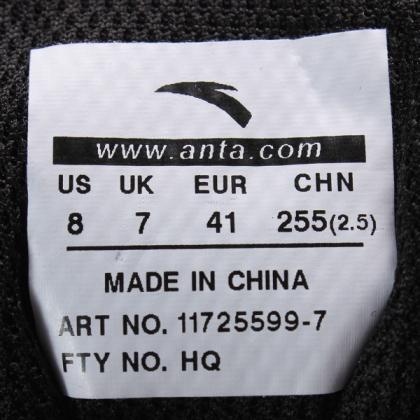 www.anta.com
US UK EUR CHN
8 7 41 255(2.5)
MADE IN CHINA
ART NO. 11725599-7
FTY NO. HQ